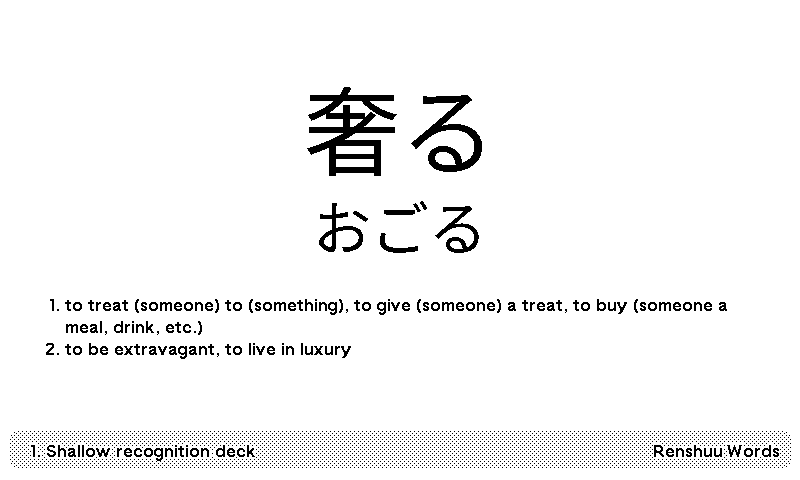 奢る
おごる
1. to treat (someone) to (something), to give (someone) a treat, to buy (someone a
meal, drink, etc.)
2. to be extravagant, to live in luxury
1. Shallow recognition deck
Renshuu Words